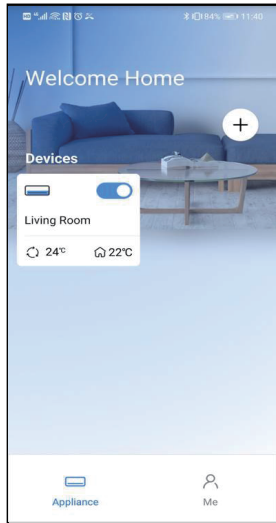 84% 11:40
Welcome Home
Devices
Living Room
24℃ 22℃
Appliance Me